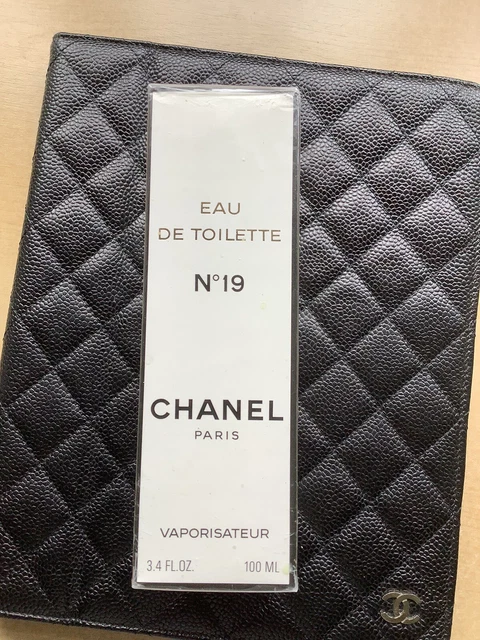 EAU
DE TOILETTE
N°19
CHANEL
PARIS
VAPORISATEUR
3.4 FL.OZ. 100 ML